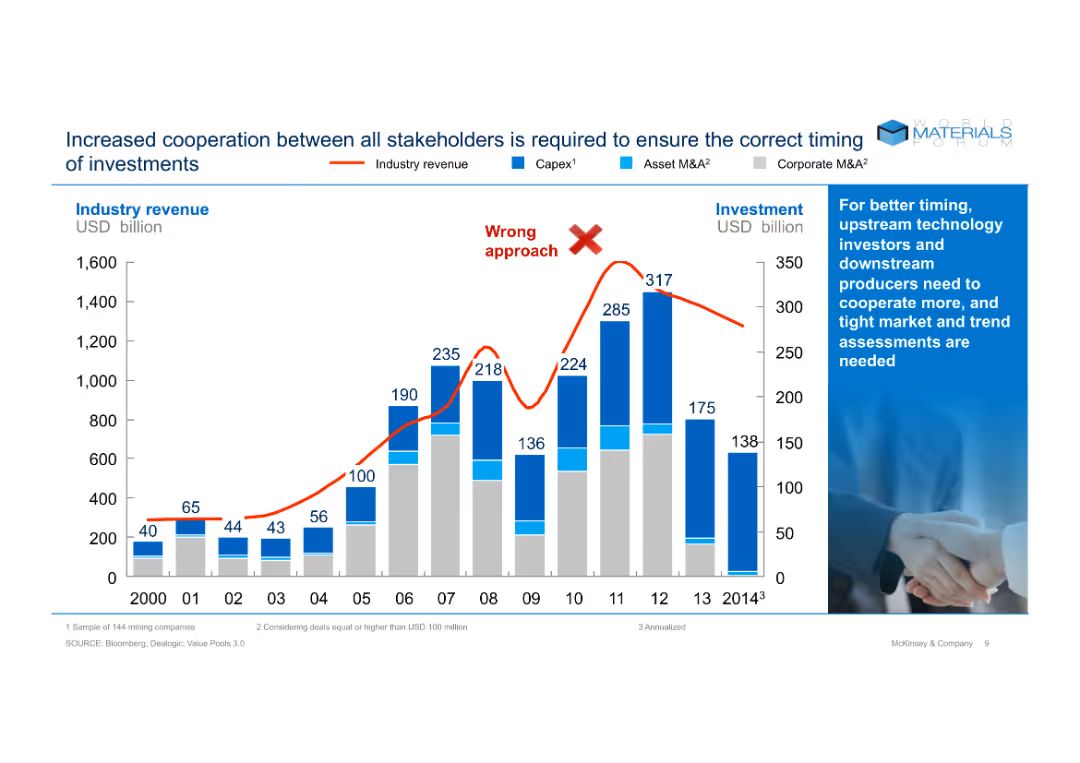 Increased cooperation between all stakeholders is required to ensure the correct timing
of investments
WORLD
MATERIALS
FORUM
Industry revenue
Capex1
Asset M&A2
Corporate M&A2
Industry revenue
USD billion
Investment
USD billion
Wrong
approach
1,600
1,400
1,200
1,000
800
600
400
200
0
350
300
250
200
150
100
50
0
40
65
44
43
56
100
190
235
218
136
224
285
317
175
138
2000 01 02 03 04 05 06 07 08 09 10 11 12 13 20143
For better timing,
upstream technology
investors and
downstream
producers need to
cooperate more, and
tight market and trend
assessments are
needed
1 Sample of 144 mining companies
2 Considering deals equal or higher than USD 100 million
3 Annualized
SOURCE: Bloomberg; Dealogic; Value Pools 3.0
McKinsey & Company 9